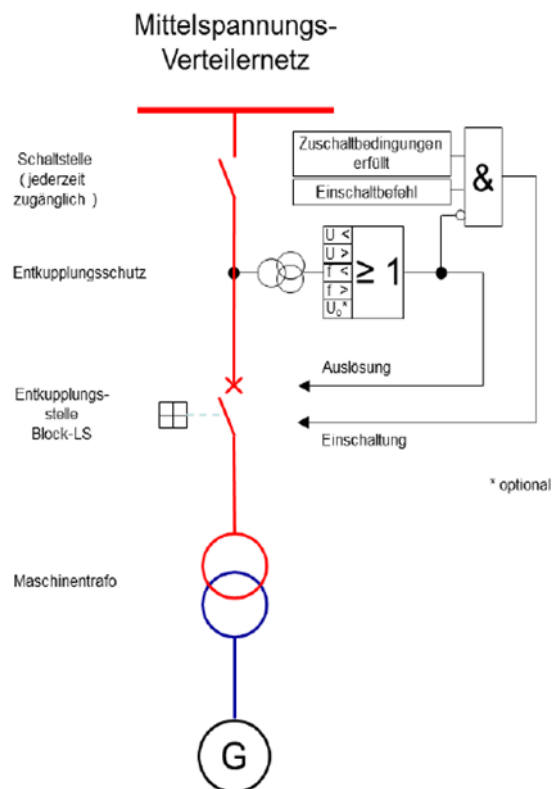 Mittelspannungs-
Verteilernetz
Schaltstelle
( jederzeit
zugänglich )
Zuschaltbedingungen
erfüllt
Einschaltbefehl
&
Entkupplungsschutz
U <
U >
f <
f >
U₀*
≥ 1
Auslösung
Entkupplungs-
stelle
Block-LS
Einschaltung
* optional
Maschinentrafo
G